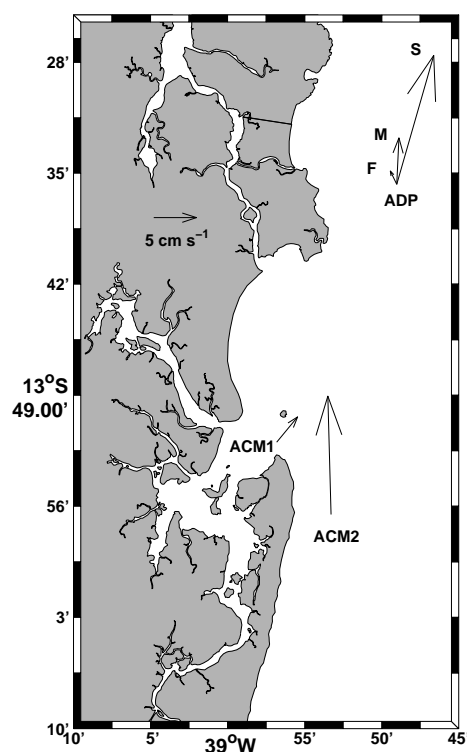 28'
S
M
35'
F
ADP
5 cm s⁻¹
42'
13°S
49.00'
ACM1
56'
ACM2
3'
10'
10' 5' 39°W 55' 50' 45'